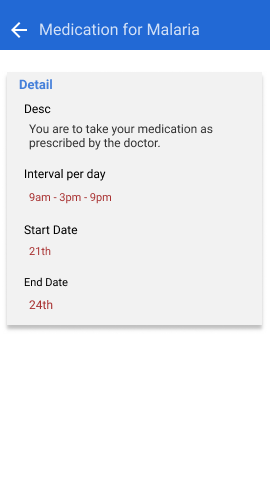 Medication for Malaria
Detail
Desc
You are to take your medication as
prescribed by the doctor.
Interval per day
9am - 3pm - 9pm
Start Date
21th
End Date
24th